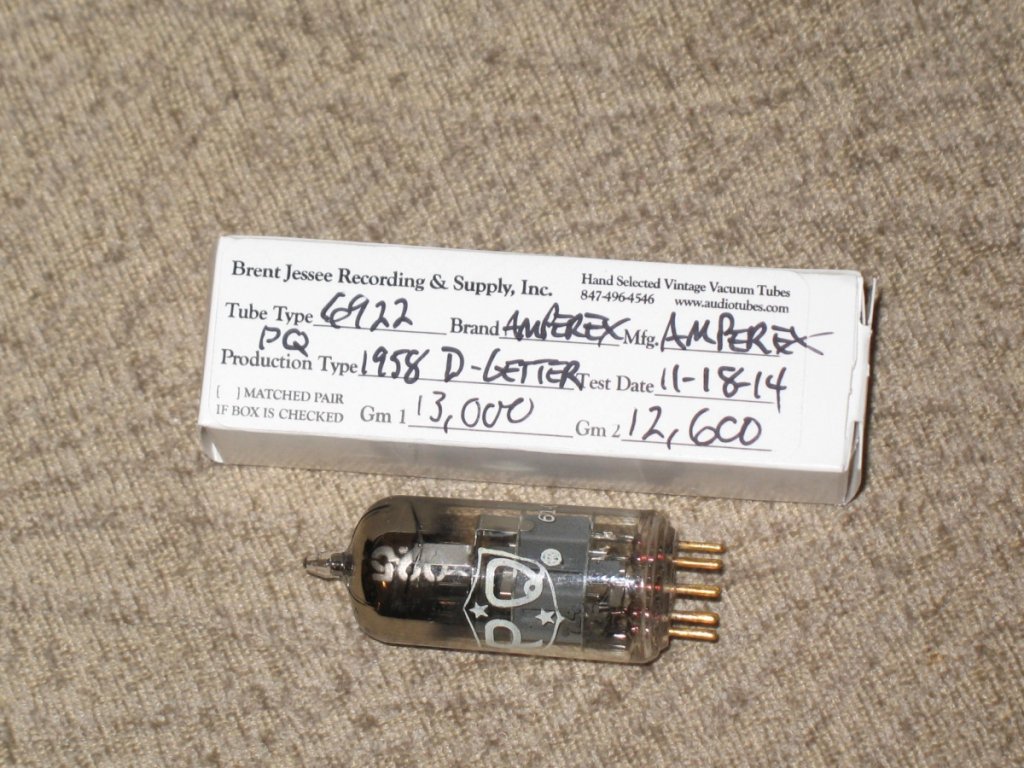 Brent Jessee Recording & Supply, Inc.
Hand Selected Vintage Vacuum Tubes
847-964-5546 www.audiotubes.com
Tube Type 6922 Brand AMPEREX Mfg. AMPEREX
PQ
Production Type 1958 D-GETTER Test Date 11-18-14
[ ] MATCHED PAIR
IF BOX IS CHECKED
Gm 1 13,000 Gm 2 12,600
PQ